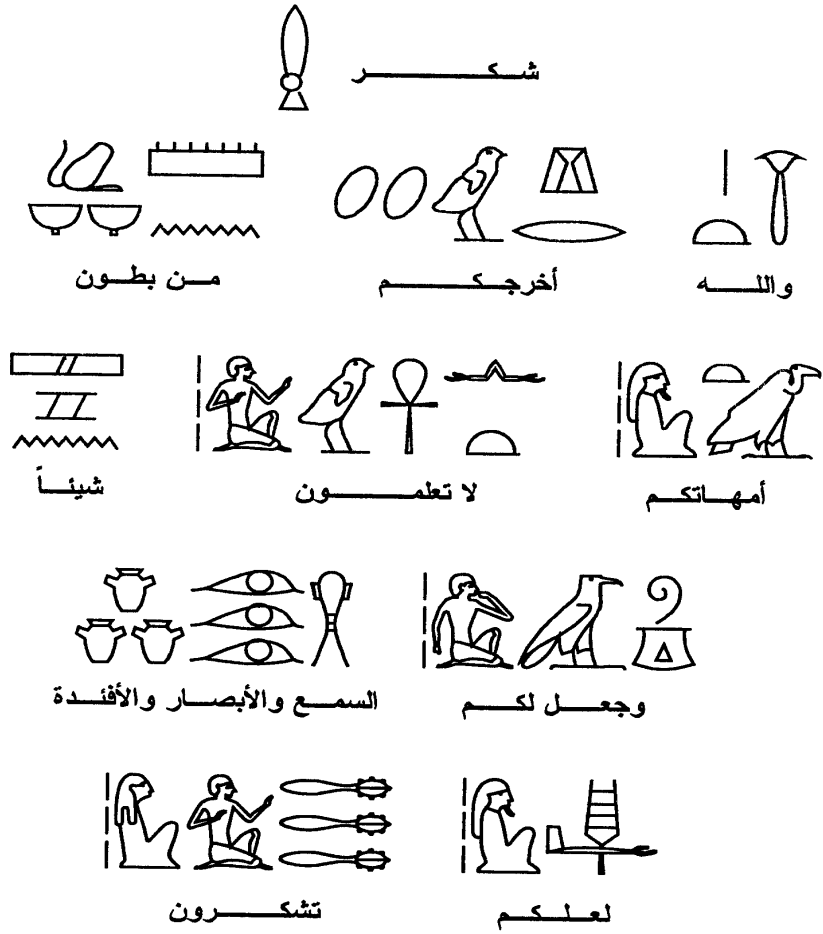 شكر
والله أخرجكم من بطون
أمهاتكم لا تعلمون شيئاً
وجعل لكم السمع والأبصار والأفئدة
لعلكم تشكرون